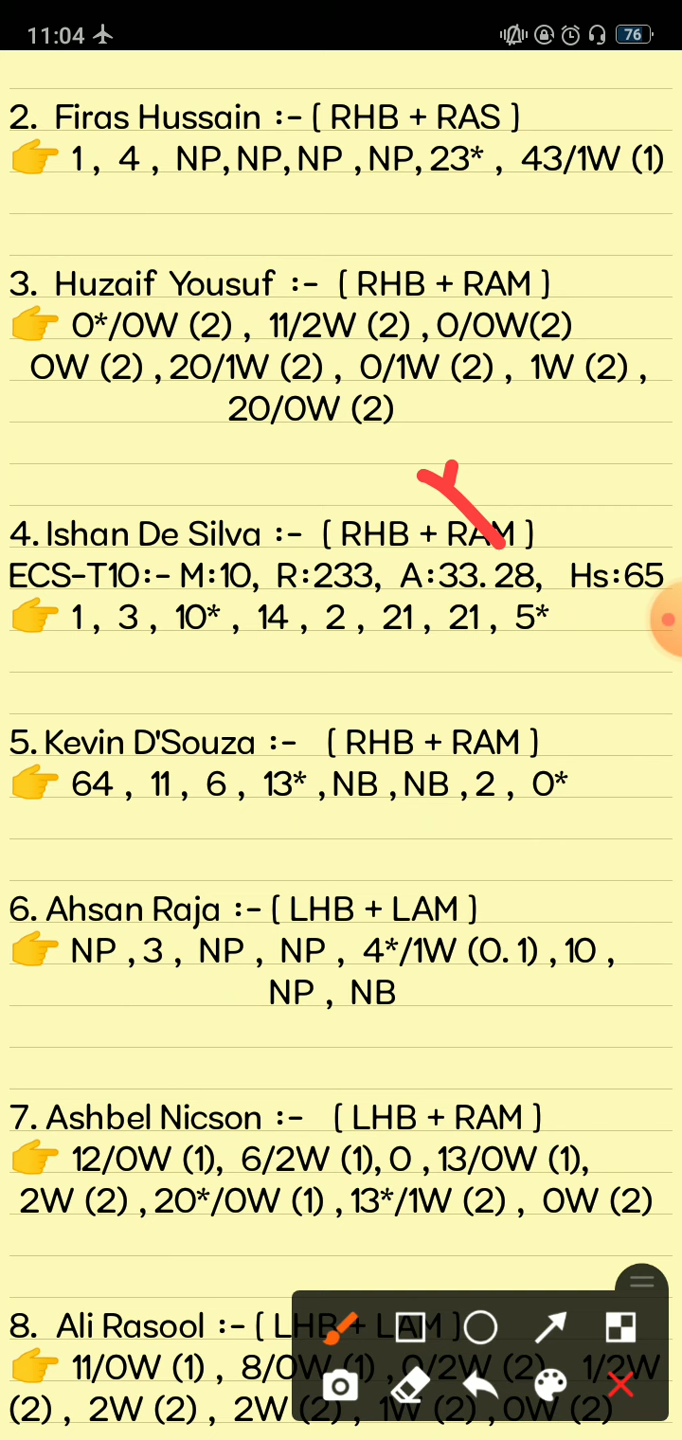 11:04
76
2. Firas Hussain :- ( RHB + RAS )
👉 1 , 4 , NP, NP, NP , NP, 23* , 43/1W (1)
3. Huzaif Yousuf :- ( RHB + RAM )
👉 0*/0W (2) , 11/2W (2) , 0/0W(2)
0W (2) , 20/1W (2) , 0/1W (2) , 1W (2) ,
20/0W (2)
4. Ishan De Silva :- ( RHB + RAM )
ECS-T10:- M:10, R:233, A:33.28, Hs:65
👉 1 , 3 , 10* , 14 , 2 , 21 , 21 , 5*
5. Kevin D'Souza :- ( RHB + RAM )
👉 64 , 11 , 6 , 13* , NB , NB , 2 , 0*
6. Ahsan Raja :- ( LHB + LAM )
👉 NP , 3 , NP , NP , 4*/1W (0.1) , 10 ,
NP , NB
7. Ashbel Nicson :- ( LHB + RAM )
👉 12/0W (1), 6/2W (1), 0 , 13/0W (1),
2W (2) , 20*/0W (1) , 13*/1W (2) , 0W (2)
8. Ali Rasool :- ( LHB + LAM )
👉 11/0W (1) , 8/0W (1) , 0/2W (2) , 1/2W
(2) , 2W (2) , 2W (2) , 1W (2) , 0W (2)